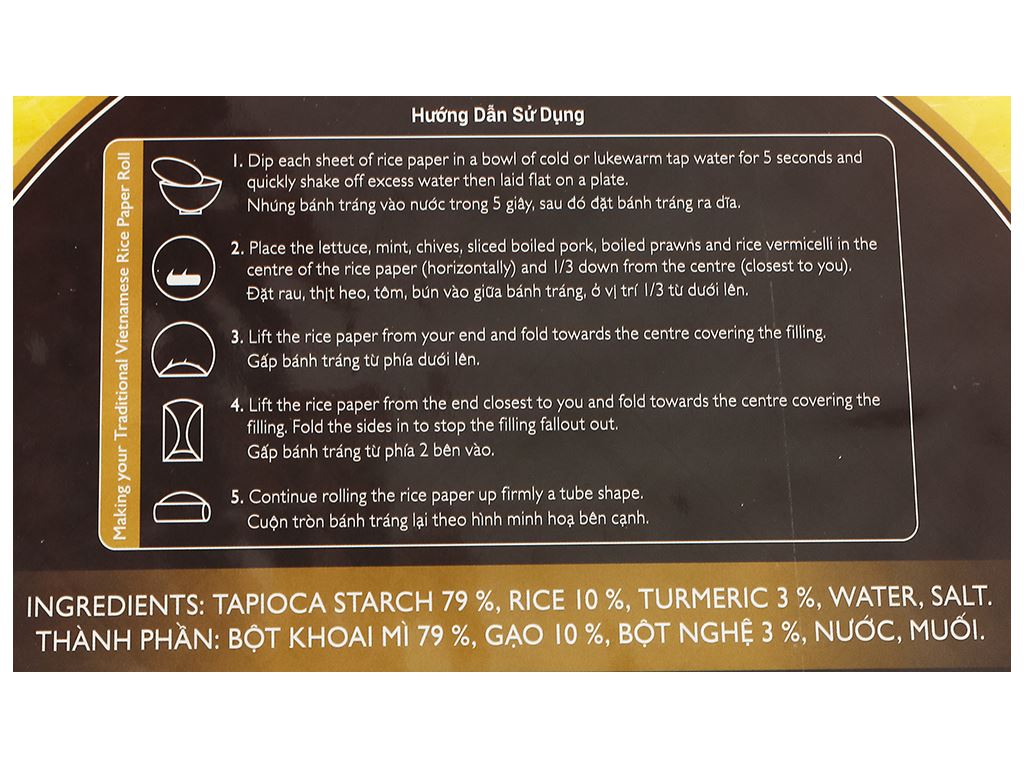 Hướng Dẫn Sử Dụng
Making your Traditional Vietnamese Rice Paper Roll
1. Dip each sheet of rice paper in a bowl of cold or lukewarm tap water for 5 seconds and
quickly shake off excess water then laid flat on a plate.
Nhúng bánh tráng vào nước trong 5 giây, sau đó đặt bánh tráng ra dĩa.
2. Place the lettuce, mint, chives, sliced boiled pork, boiled prawns and rice vermicelli in the
centre of the rice paper (horizontally) and 1/3 down from the centre (closest to you).
Đặt rau, thịt heo, tôm, bún vào giữa bánh tráng, ở vị trí 1/3 từ dưới lên.
3. Lift the rice paper from your end and fold towards the centre covering the filling.
Gấp bánh tráng từ phía dưới lên.
4. Lift the rice paper from the end closest to you and fold towards the centre covering the
filling. Fold the sides in to stop the filling fallout out.
Gấp bánh tráng từ phía 2 bên vào.
5. Continue rolling the rice paper up firmly a tube shape.
Cuộn tròn bánh tráng lại theo hình minh hoạ bên cạnh.
INGREDIENTS: TAPIOCA STARCH 79 %, RICE 10 %, TURMERIC 3 %, WATER, SALT.
THÀNH PHẦN: BỘT KHOAI MÌ 79 %, GẠO 10 %, BỘT NGHỆ 3 %, NƯỚC, MUỐI.